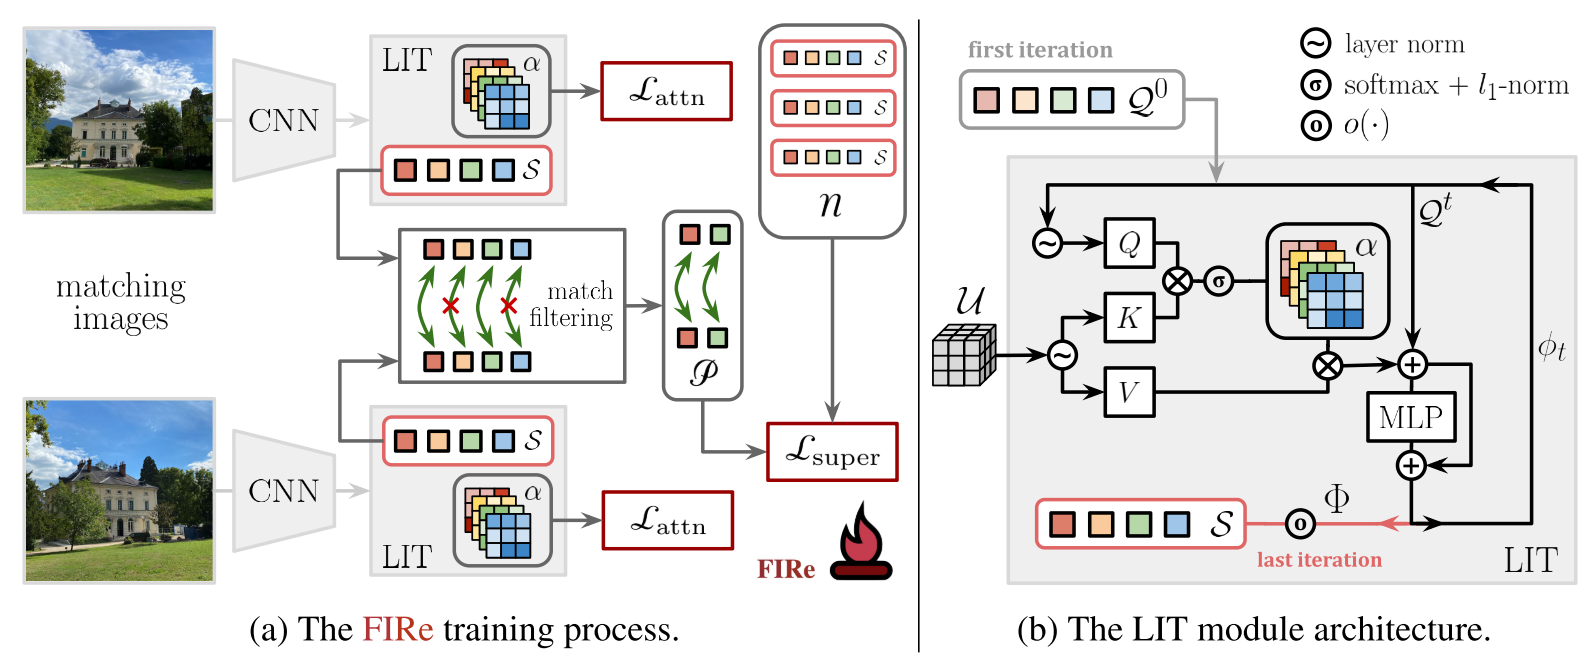 LIT
α
CNN
ℒattn
𝒮
matching
images
match
filtering
𝒫
𝒮
𝒮
𝒮
n
ℒsuper
CNN
𝒮
α
LIT
ℒattn
FIRe
(a) The FIRe training process.
first iteration
𝒬⁰
~ layer norm
σ softmax + l₁-norm
o o(·)
𝒬ᵗ
~
Q
α
σ
𝒰
K
~
V
ϕₜ
MLP
Φ
𝒮
o
last iteration
LIT
(b) The LIT module architecture.